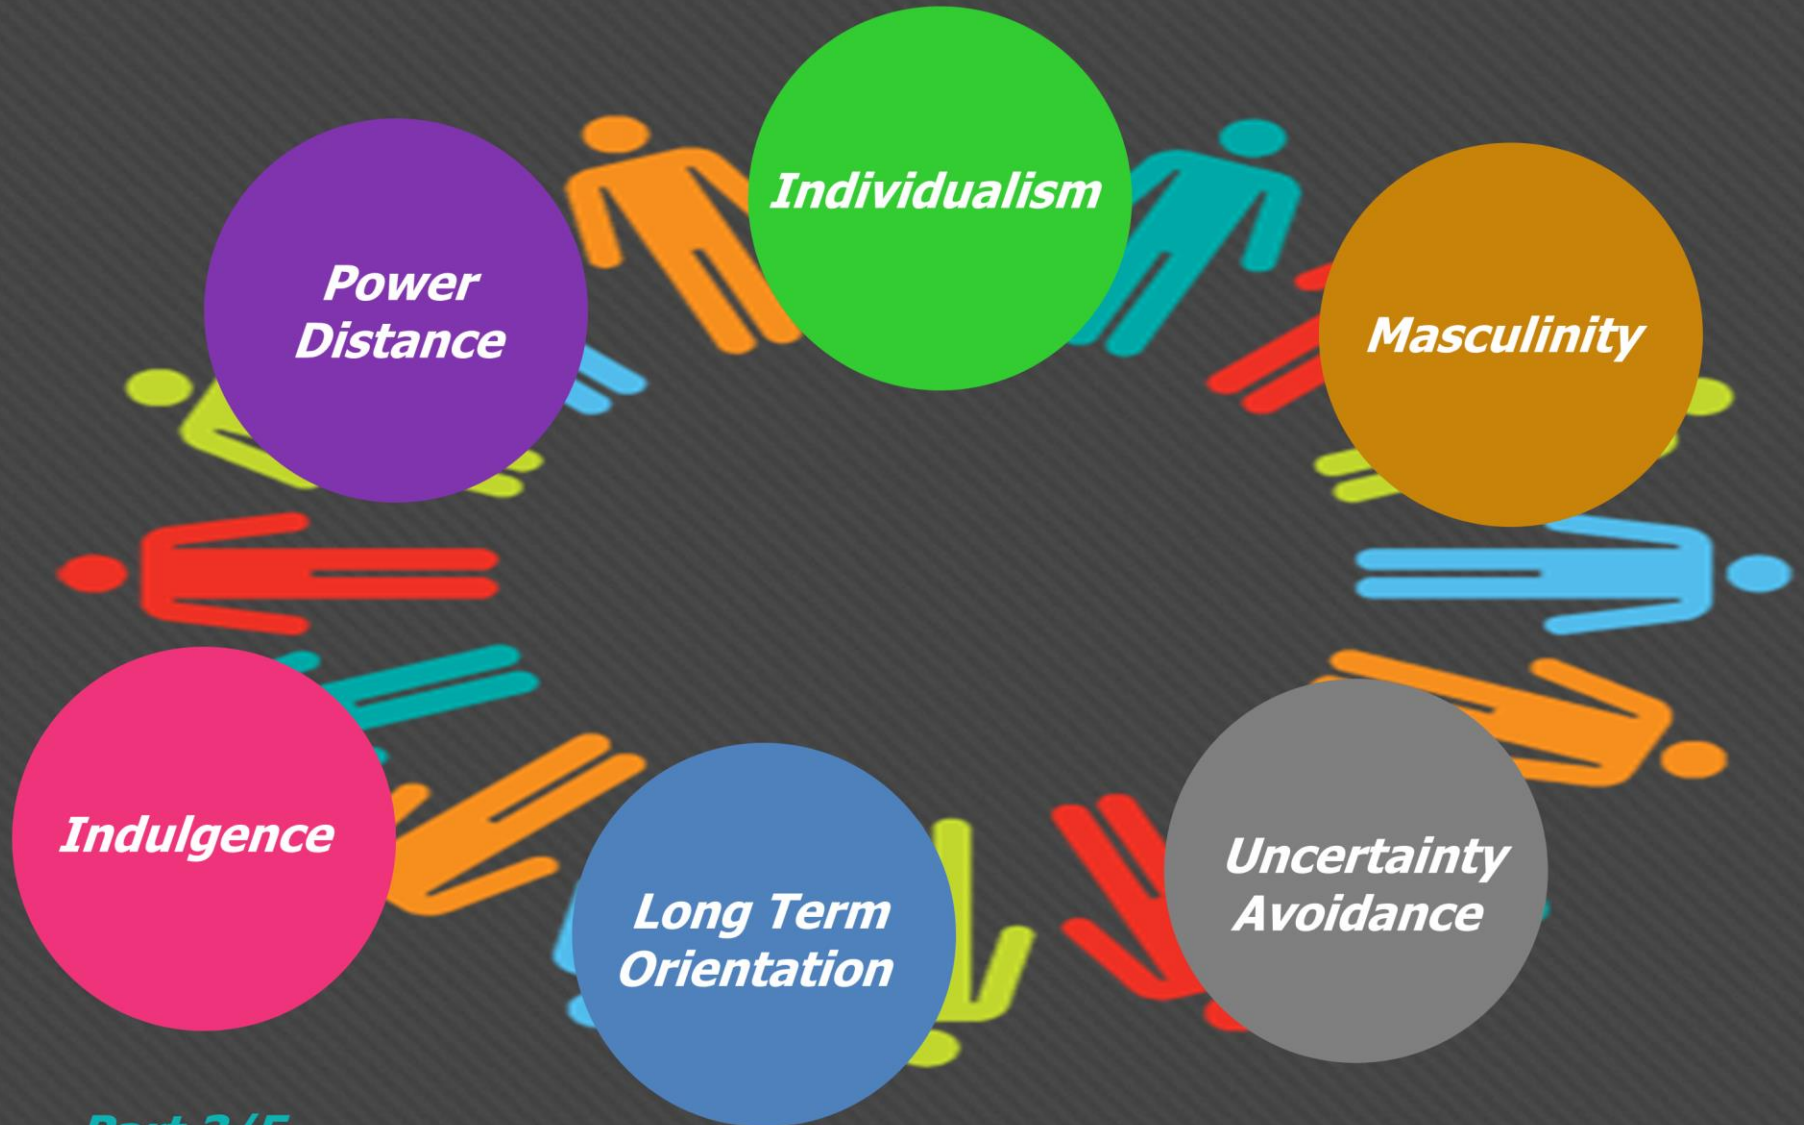 Individualism
Power
Distance
Masculinity
Indulgence
Uncertainty
Avoidance
Long Term
Orientation